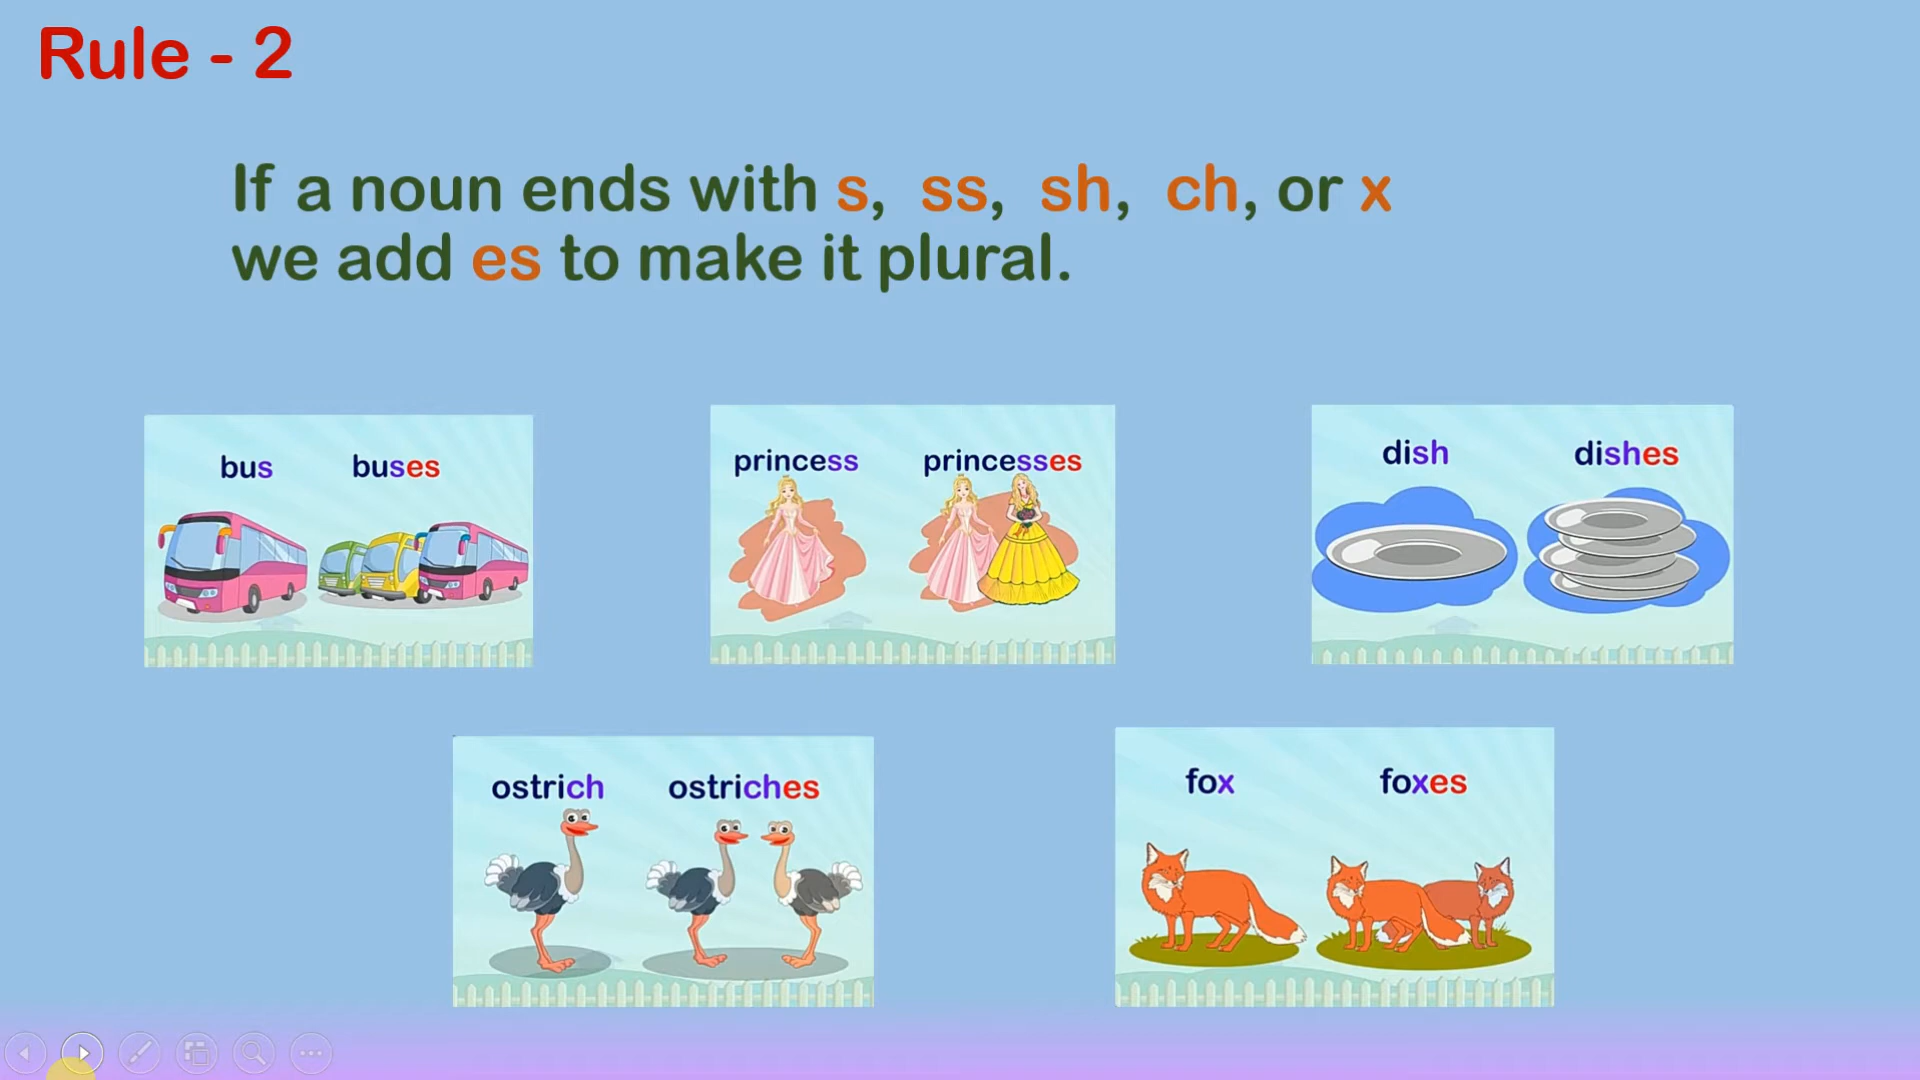 Rule - 2
If a noun ends with s, ss, sh, ch, or x
we add es to make it plural.
bus buses
princess princesses
dish dishes
ostrich ostriches
fox foxes